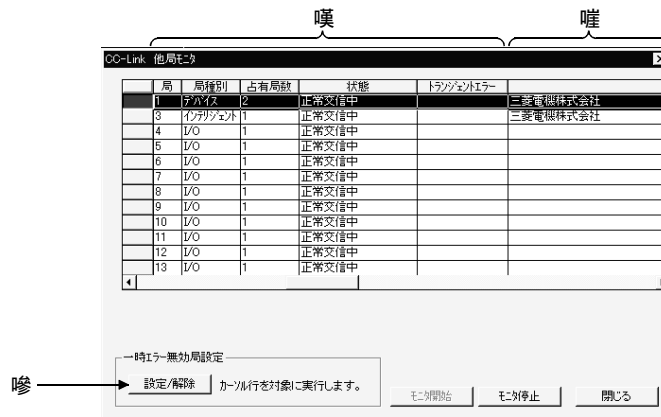 嘆 嗺
CC-Link 他局ﾓﾆﾀ
局 局種別 占有局数 状態 ﾄﾗﾝｼﾞｪﾝﾄｴﾗｰ
1 ﾃﾞﾊﾞｲｽ 2 正常交信中 三菱電機株式会社
3 ｲﾝﾃﾘｼﾞｪﾝﾄ 1 正常交信中 三菱電機株式会社
4 I/O 1 正常交信中
5 I/O 1 正常交信中
6 I/O 1 正常交信中
7 I/O 1 正常交信中
8 I/O 1 正常交信中
9 I/O 1 正常交信中
10 I/O 1 正常交信中
11 I/O 1 正常交信中
12 I/O 1 正常交信中
13 I/O 1 正常交信中
一時ｴﾗｰ無効局設定
嘇 設定/解除 ｶｰｿﾙ行を対象に実行します。
ﾓﾆﾀ開始 ﾓﾆﾀ停止 閉じる